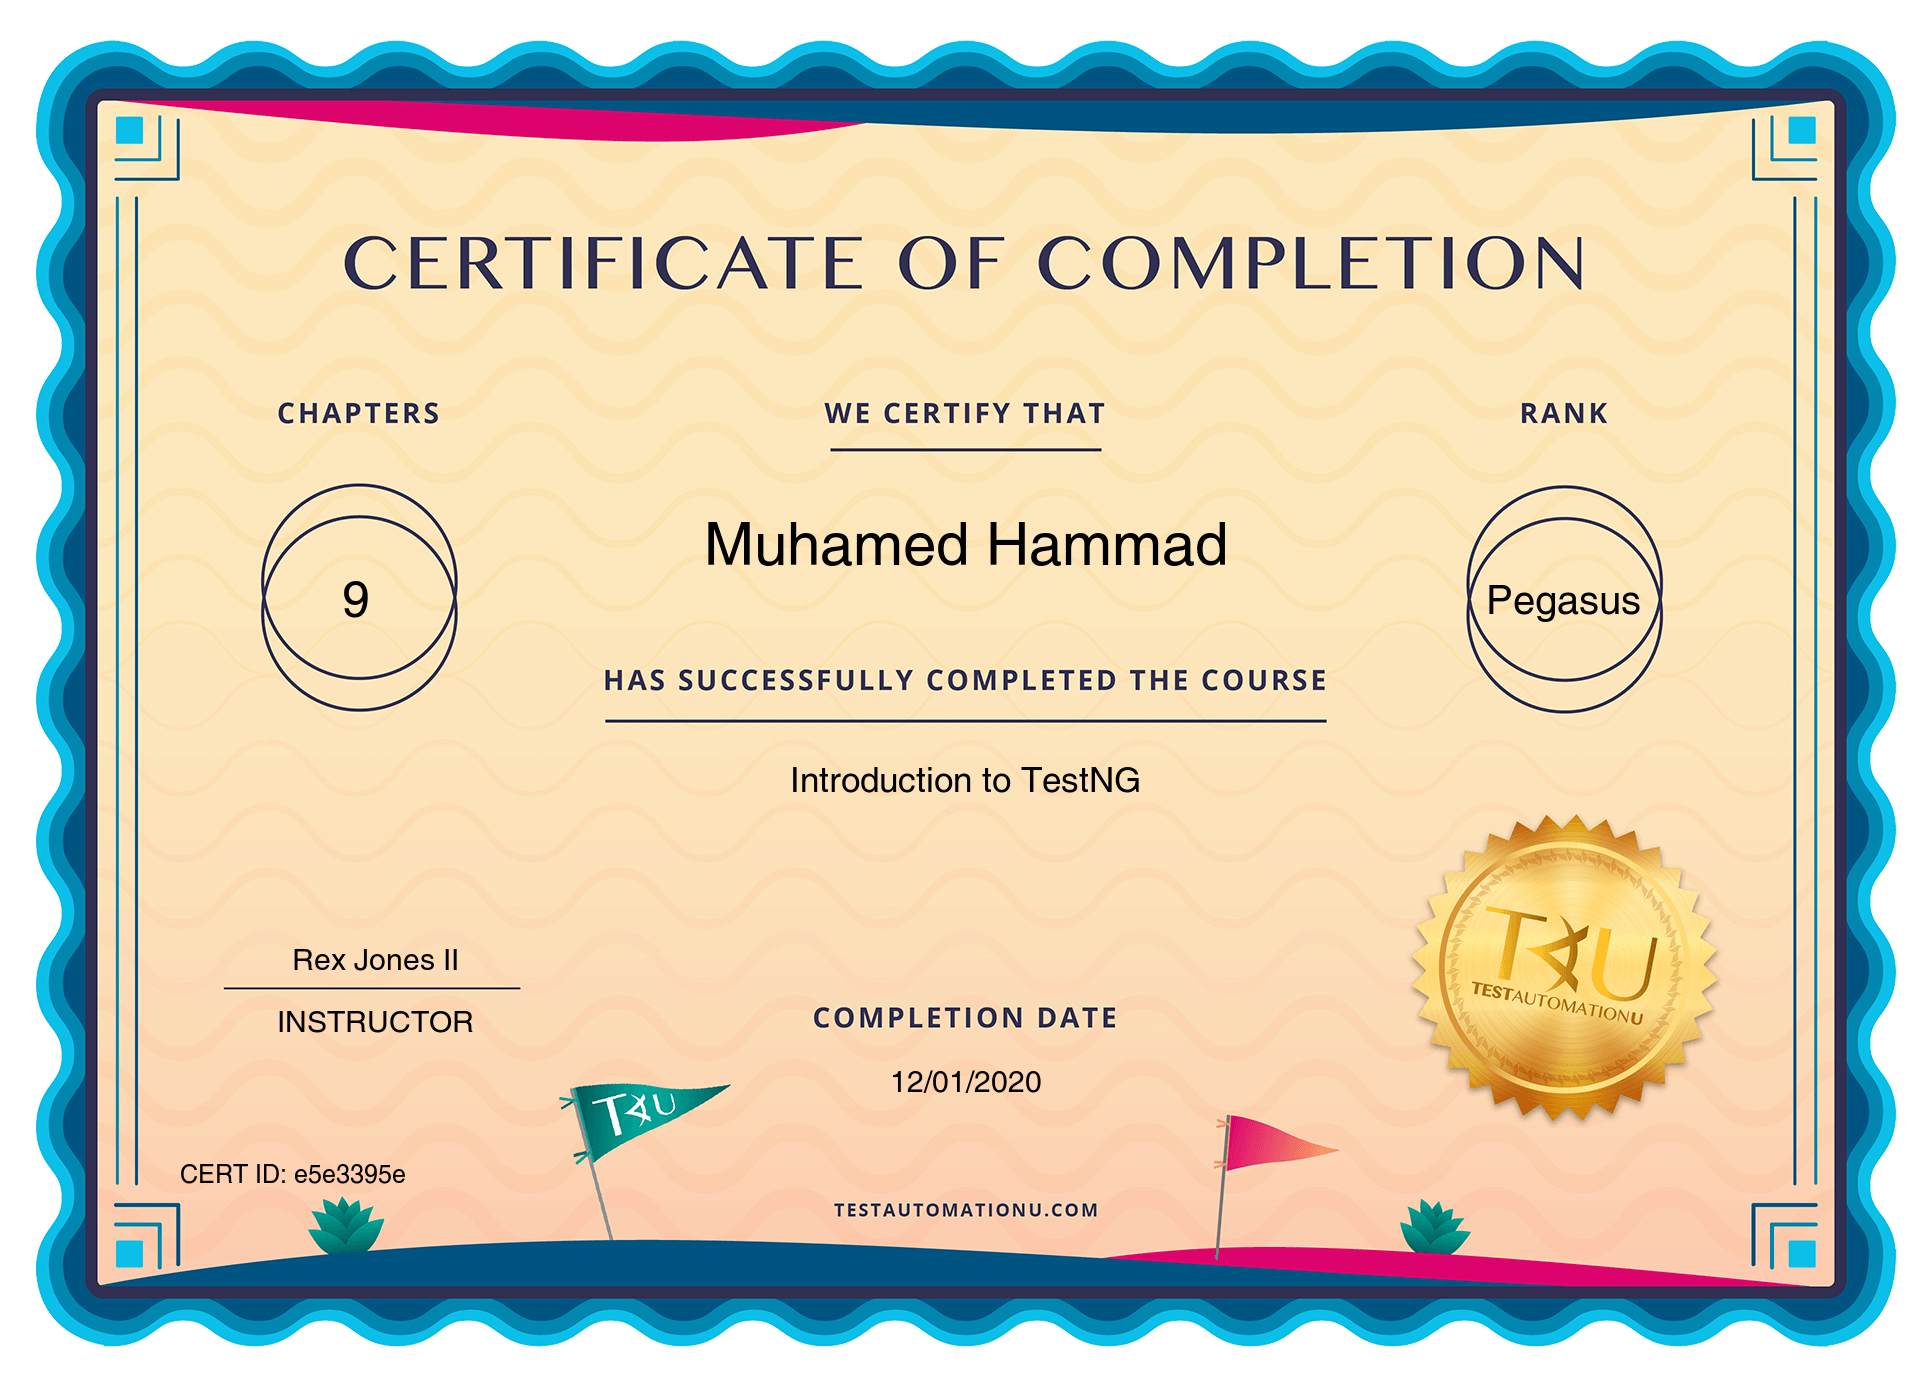 CERTIFICATE OF COMPLETION
CHAPTERS
9
WE CERTIFY THAT
Muhamed Hammad
RANK
Pegasus
HAS SUCCESSFULLY COMPLETED THE COURSE
Introduction to TestNG
Rex Jones II
INSTRUCTOR
COMPLETION DATE
12/01/2020
TAU
TESTAUTOMATIONU
TAU
CERT ID: e5e3395e
TESTAUTOMATIONU.COM